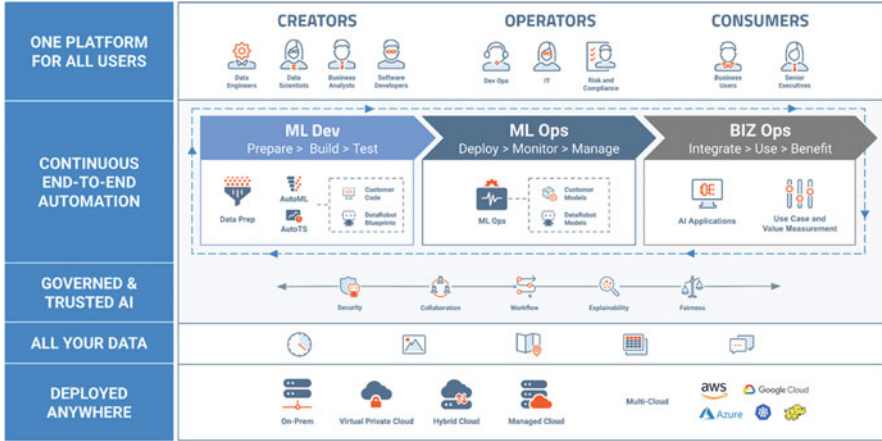 CREATORS
OPERATORS
CONSUMERS
ONE PLATFORM
FOR ALL USERS
Data
Engineers
Data
Scientists
Business
Analysts
Software
Developers
Dev Ops
IT
Risk and
Compliance
Business
Users
Senior
Executives
CONTINUOUS
END-TO-END
AUTOMATION
ML Dev
Prepare > Build > Test
ML Ops
Deploy > Monitor > Manage
BIZ Ops
Integrate > Use > Benefit
Data Prep
AutoML
AutoTS
Customer
Code
DataRobot
Blueprints
ML Ops
Customer
Models
DataRobot
Models
AI Applications
Use Case and
Value Measurement
GOVERNED &
TRUSTED AI
Security
Collaboration
Workflow
Explainability
Fairness
ALL YOUR DATA
DEPLOYED
ANYWHERE
On-Prem
Virtual Private Cloud
Hybrid Cloud
Managed Cloud
Multi-Cloud
aws
Google Cloud
Azure